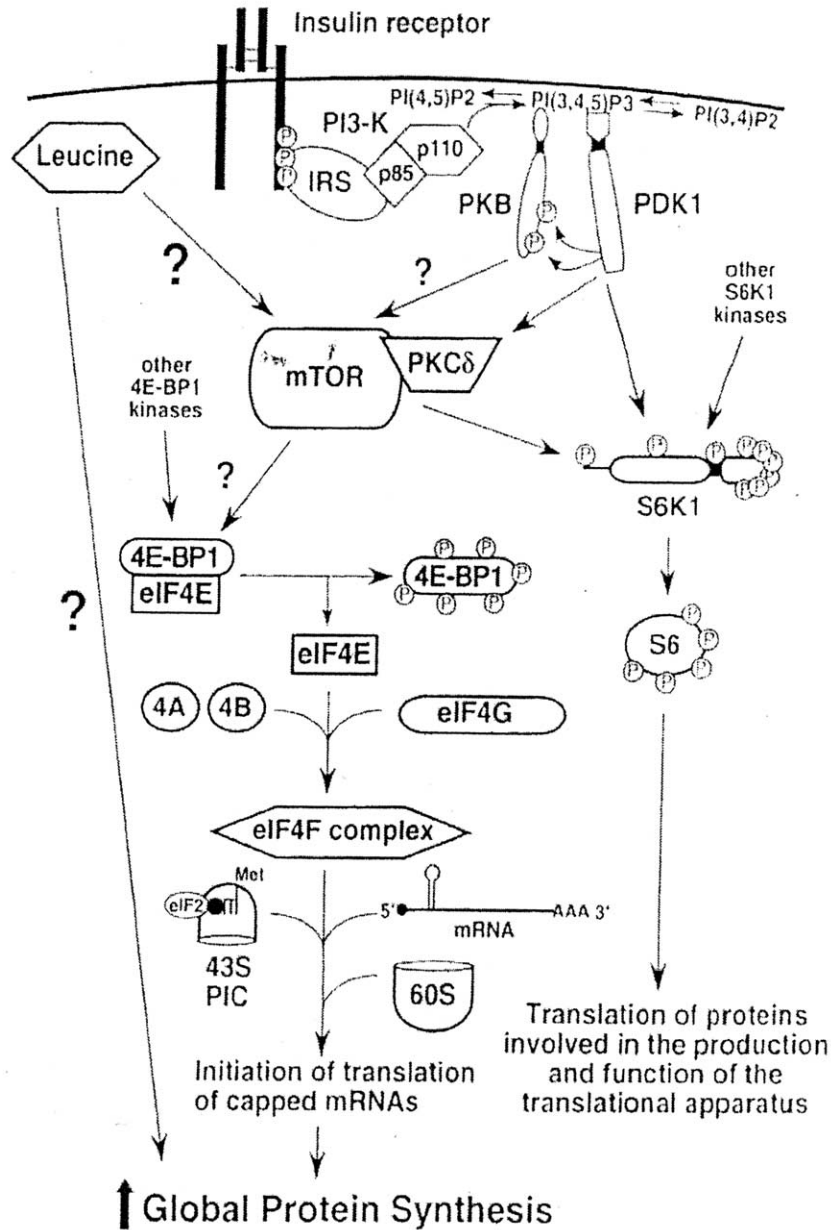 Insulin receptor
PI(4,5)P2
PI(3,4,5)P3
PI(3,4)P2
PI3-K
p110
Leucine
P
P
P
IRS
p85
PKB
P
P
PDK1
?
?
other
S6K1
kinases
other
4E-BP1
kinases
mTOR
PKCδ
?
P
P
P
P
P
P
P
P
P
S6K1
4E-BP1
eIF4E
P
P
4E-BP1
P
P
P
P
P
?
eIF4E
P
S6
P
P
P
P
4A
4B
eIF4G
eIF4F complex
Met
eIF2
5'
AAA 3'
mRNA
43S
PIC
60S
Translation of proteins
involved in the production
and function of the
translational apparatus
Initiation of translation
of capped mRNAs
Global Protein Synthesis